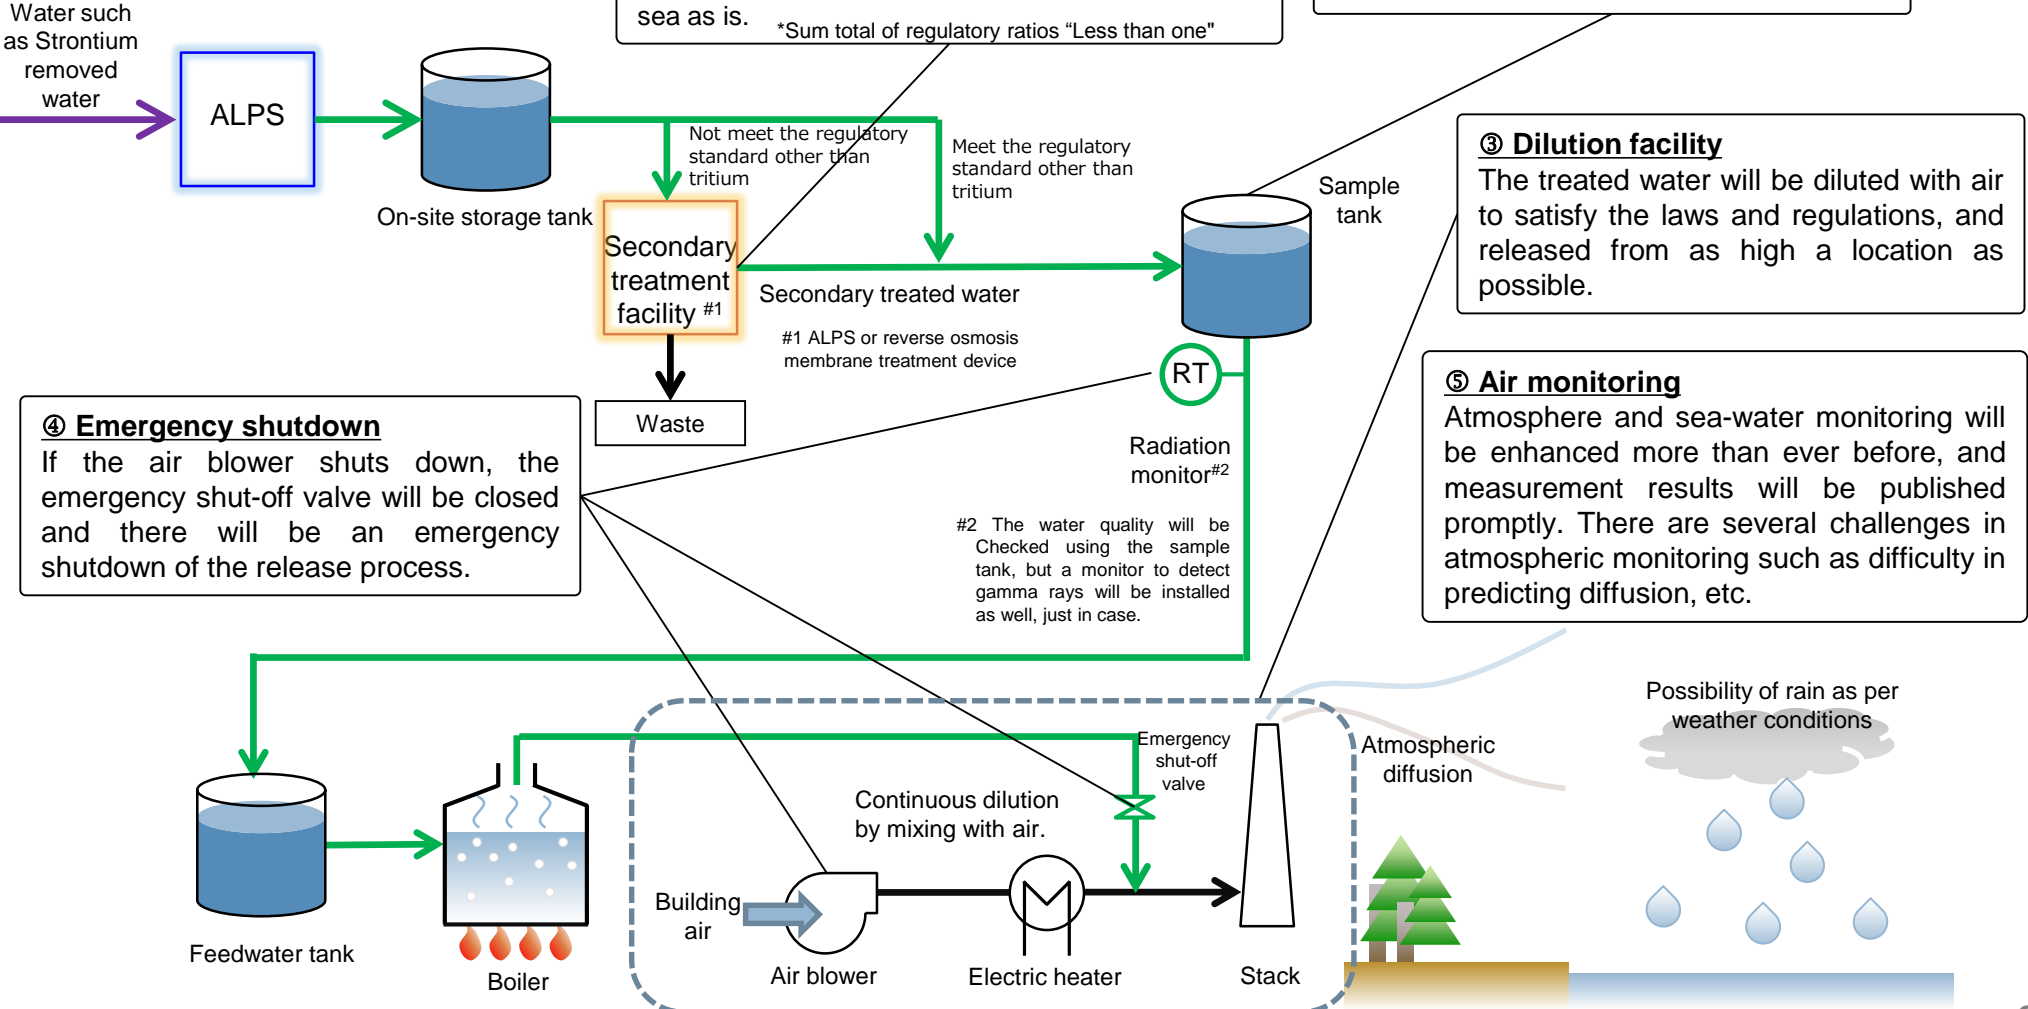 Water such
as Strontium
removed
water
sea as is.
*Sum total of regulatory ratios “Less than one"
ALPS
On-site storage tank
Not meet the regulatory
standard other than
tritium
Meet the regulatory
standard other than
tritium
Sample
tank
③ Dilution facility
The treated water will be diluted with air
to satisfy the laws and regulations, and
released from as high a location as
possible.
Secondary
treatment
facility #1
Secondary treated water
#1 ALPS or reverse osmosis
membrane treatment device
Waste
RT
Radiation
monitor#2
#2 The water quality will be
Checked using the sample
tank, but a monitor to detect
gamma rays will be installed
as well, just in case.
④ Emergency shutdown
If the air blower shuts down, the
emergency shut-off valve will be closed
and there will be an emergency
shutdown of the release process.
⑤ Air monitoring
Atmosphere and sea-water monitoring will
be enhanced more than ever before, and
measurement results will be published
promptly. There are several challenges in
atmospheric monitoring such as difficulty in
predicting diffusion, etc.
Feedwater tank
Boiler
Building
air
Air blower
Continuous dilution
by mixing with air.
Electric heater
Emergency
shut-off
valve
Stack
Atmospheric
diffusion
Possibility of rain as per
weather conditions